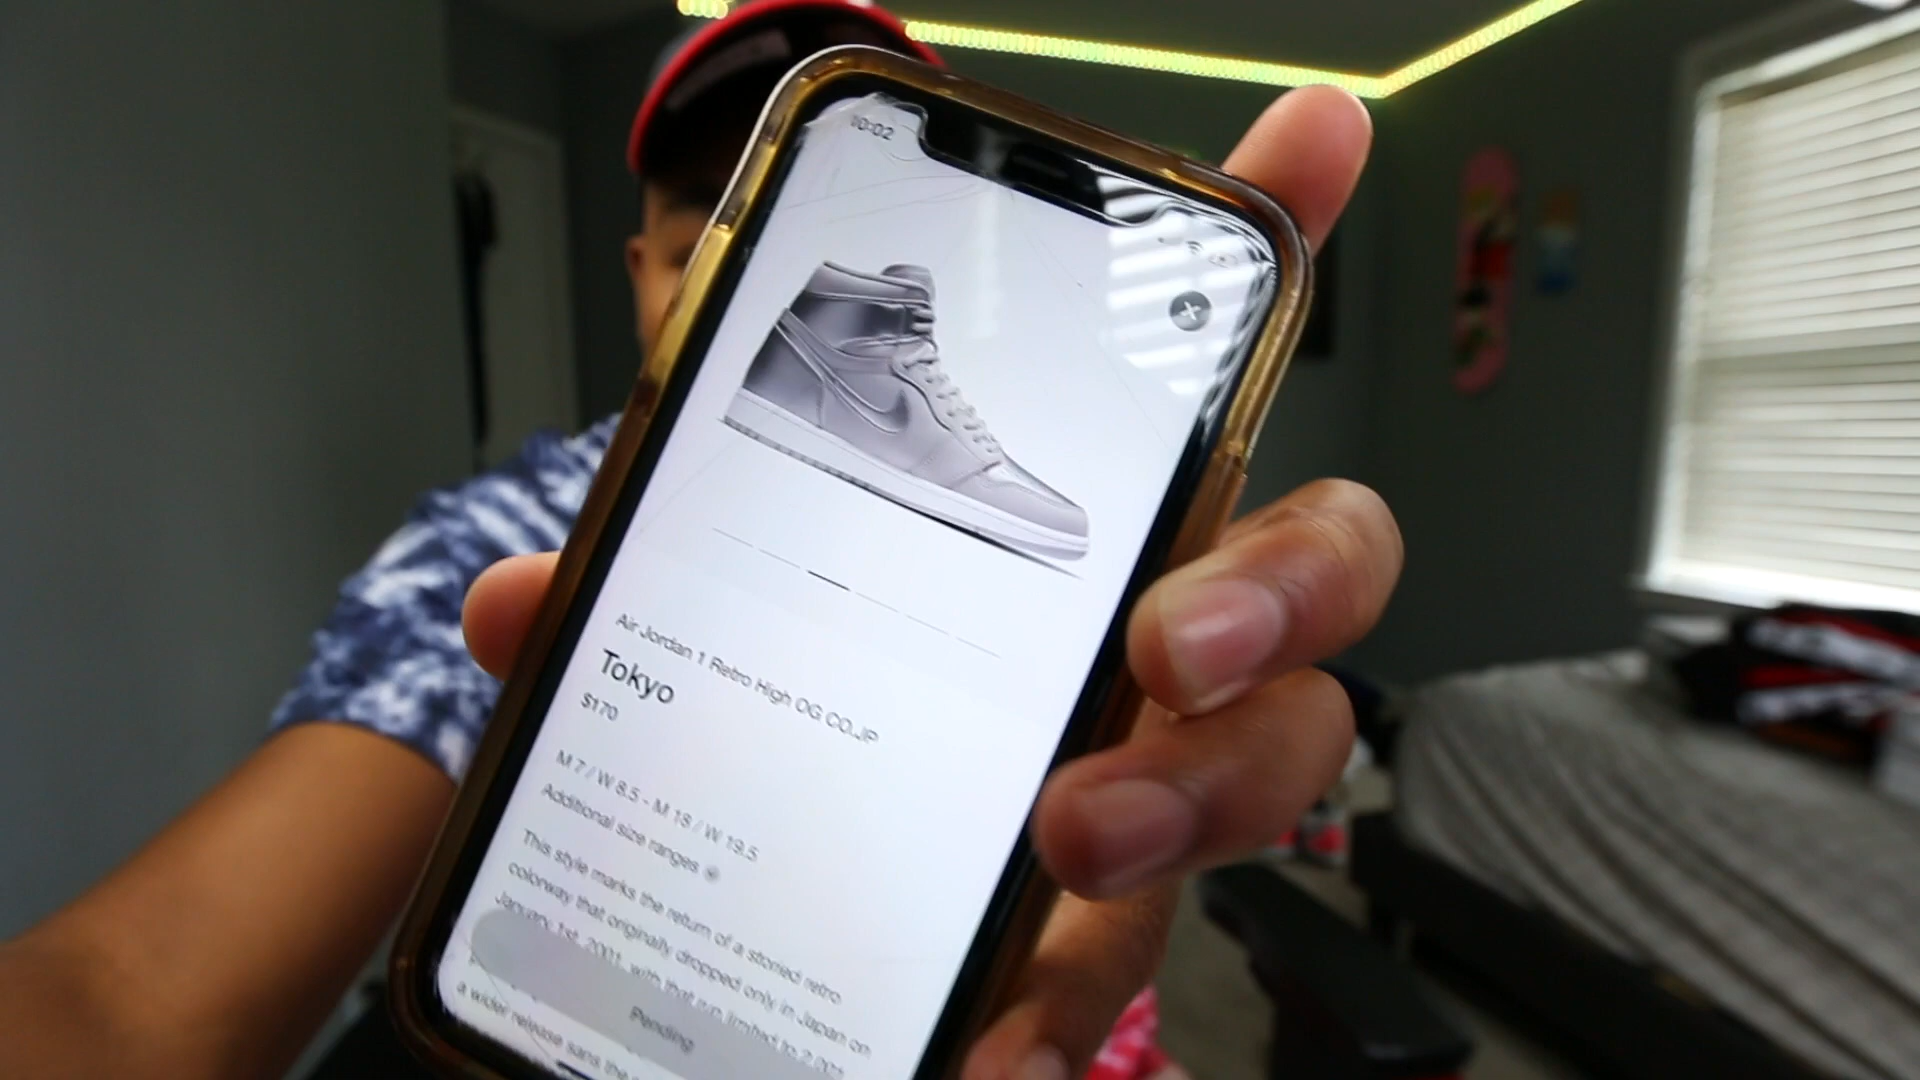 10:02
Air Jordan 1 Retro High OG CO.JP
Tokyo
$170
M 7 / W 8.5 - M 18 / W 19.5
Additional size ranges
This style marks the return of a storied retro
colorway that originally dropped only in Japan on
January 1st, 2001, with that run limited to 2,001
Pending
a wider release sans the